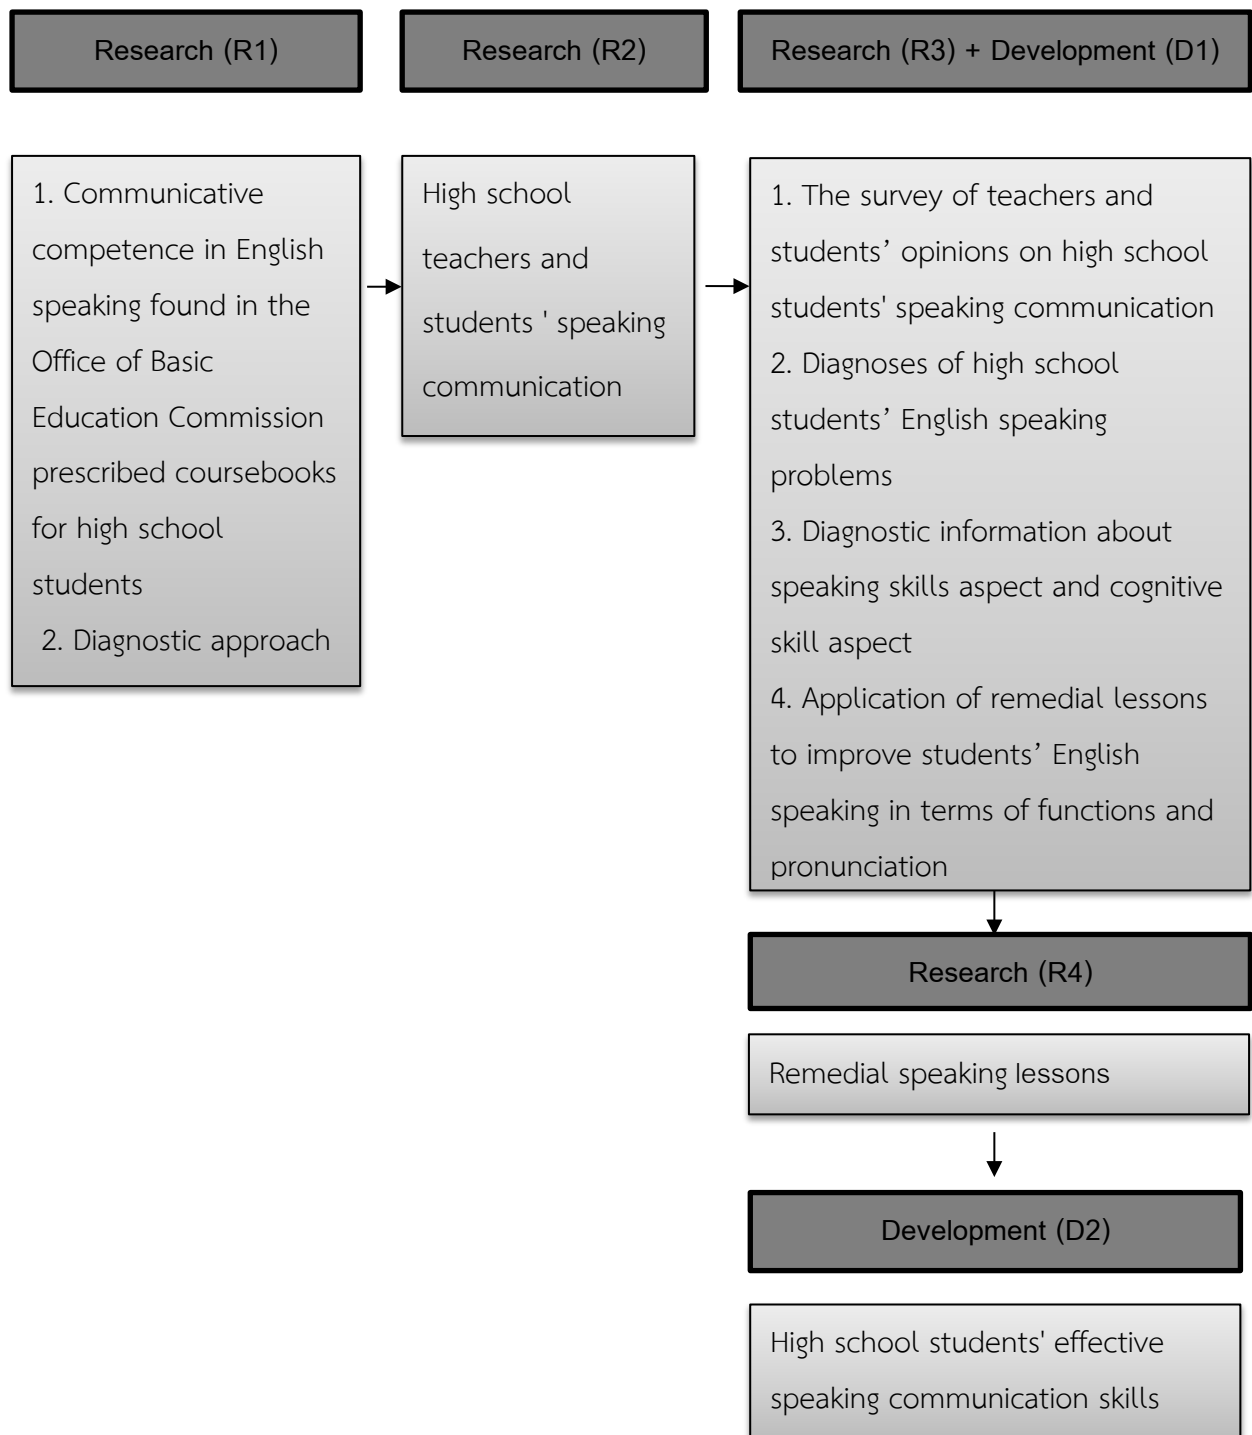 Research (R1)
Research (R2)
Research (R3) + Development (D1)
1. Communicative
competence in English
speaking found in the
Office of Basic
Education Commission
prescribed coursebooks
for high school
students
2. Diagnostic approach
High school
teachers and
students ' speaking
communication
1. The survey of teachers and
students’ opinions on high school
students' speaking communication
2. Diagnoses of high school
students’ English speaking
problems
3. Diagnostic information about
speaking skills aspect and cognitive
skill aspect
4. Application of remedial lessons
to improve students’ English
speaking in terms of functions and
pronunciation
Research (R4)
Remedial speaking lessons
Development (D2)
High school students' effective
speaking communication skills